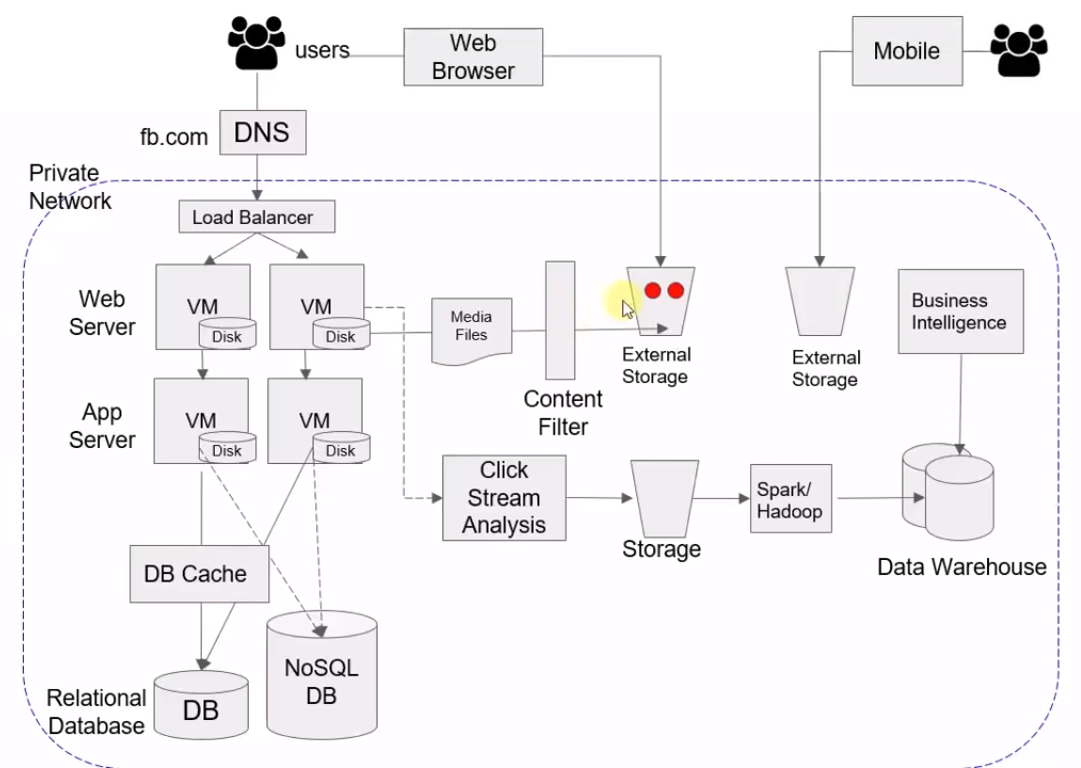 users
Web
Browser
Mobile
fb.com
DNS
Private
Network
Load Balancer
Web
Server
VM
Disk
VM
Disk
Media
Files
Content
Filter
External
Storage
External
Storage
Business
Intelligence
App
Server
VM
Disk
VM
Disk
Click
Stream
Analysis
Storage
Spark/
Hadoop
Data Warehouse
DB Cache
Relational
Database
DB
NoSQL
DB